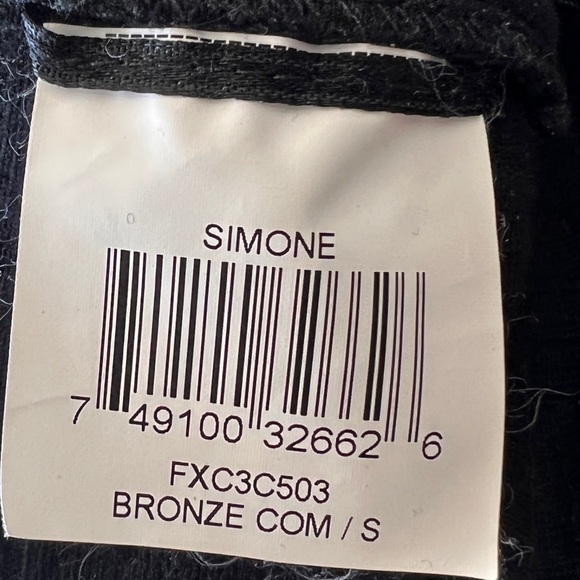 SIMONE
7 49100 32662 6
FXC3C503
BRONZE COM / S